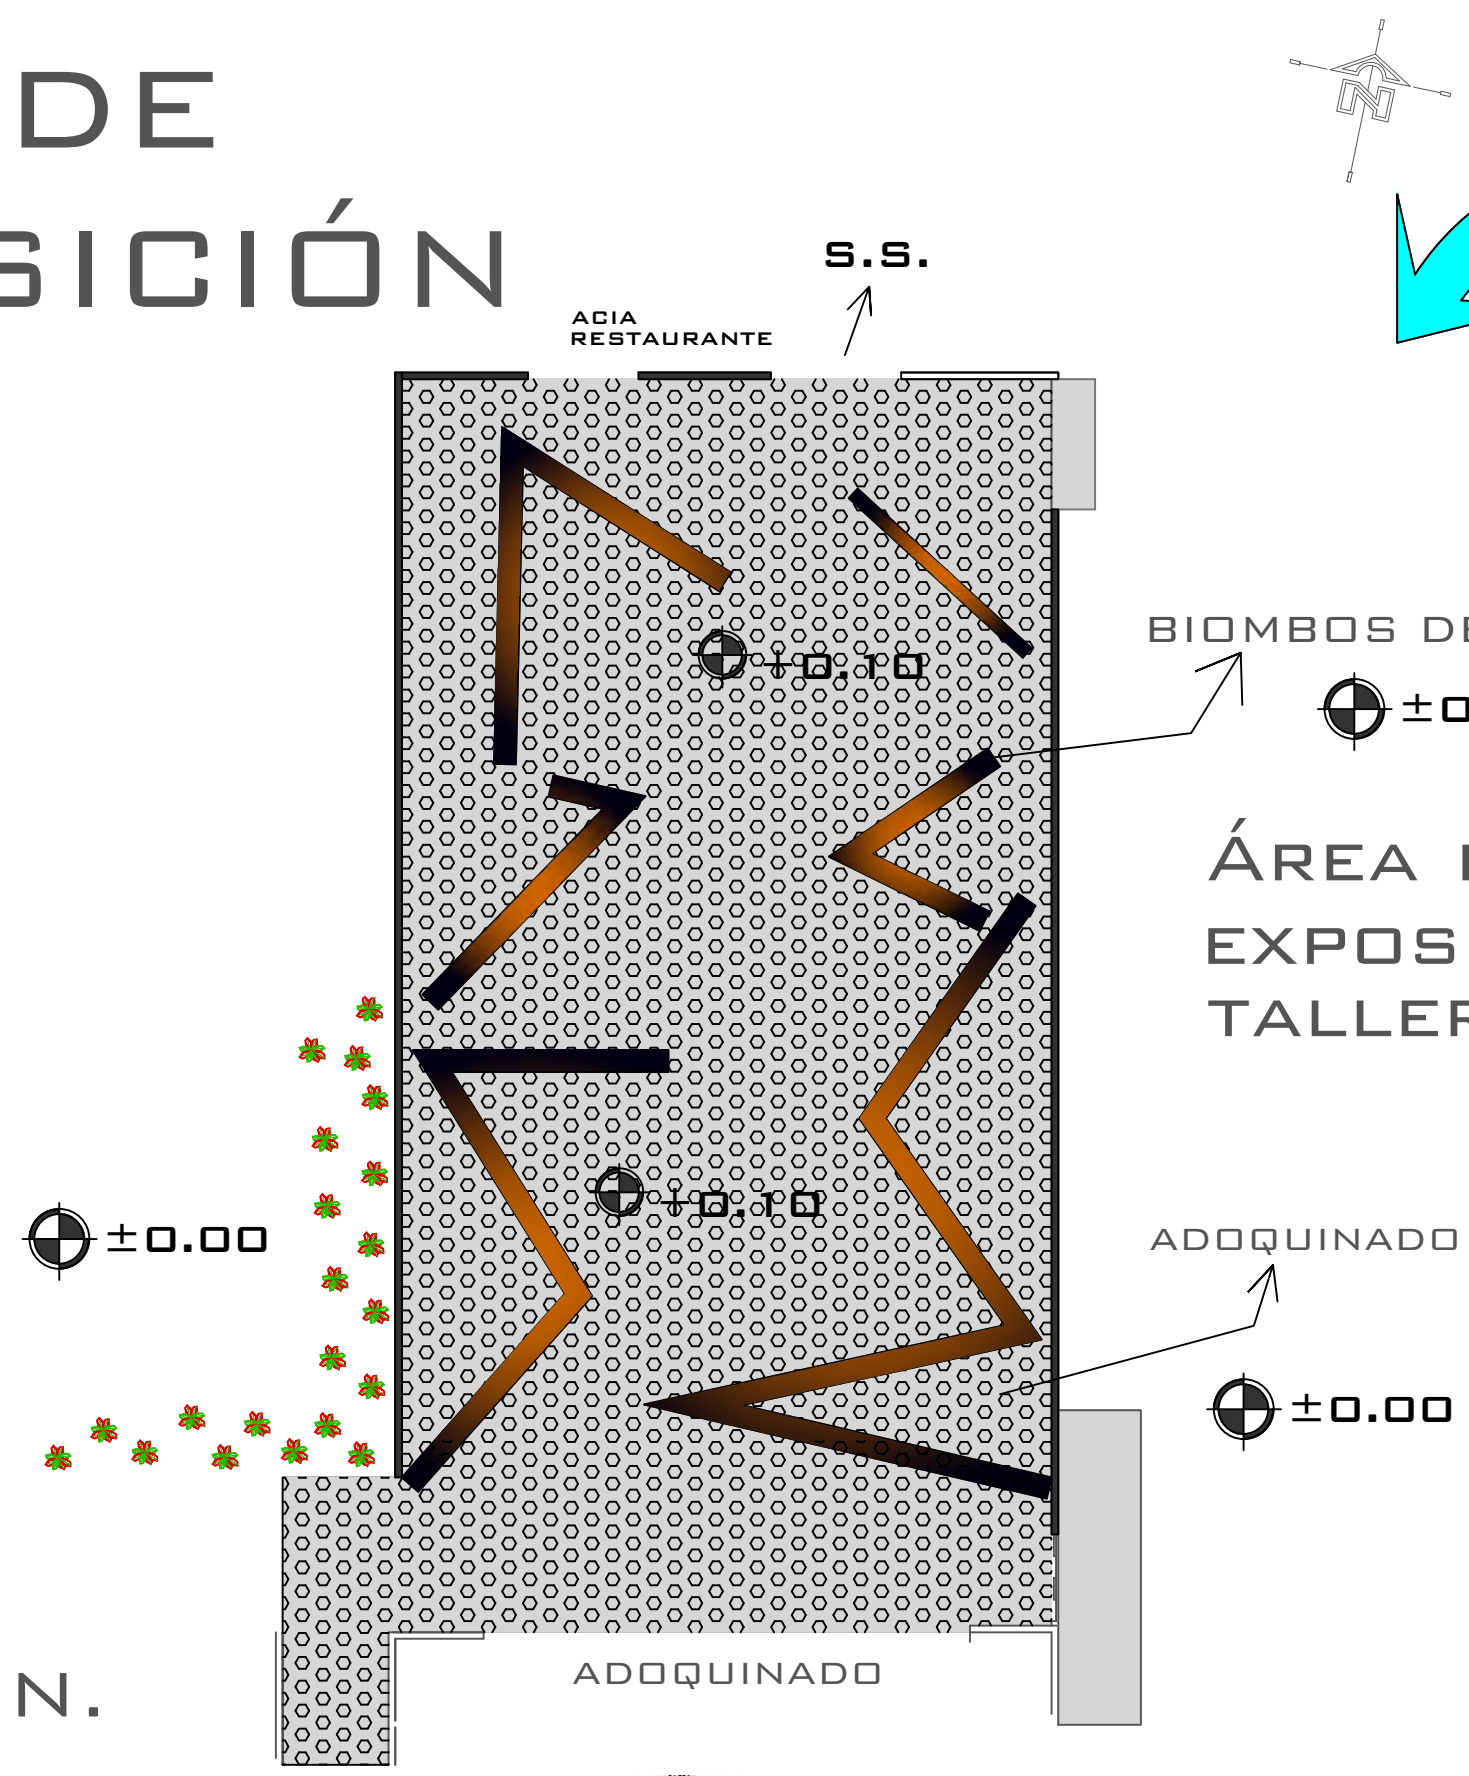 DE
SICIÓN
N
S.S.
ACIA
RESTAURANTE
BIOMBOS DE
±0
+0.10
ÁREA
EXPOS
TALLER
+0.10
±0.00
ADOQUINADO
±0.00
ADOQUINADO
N.